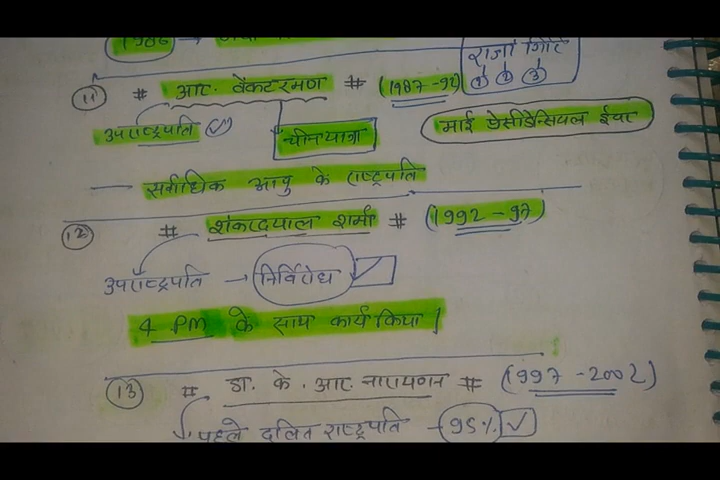 1986 →
राजा गिरि
① ② ③
⑪ # आर. वेंकटरमण # (1987-92)
उपराष्ट्रपति
चीन यात्रा
माई प्रेसीडेन्सियल ईयर
— सर्वाधिक आयु के राष्ट्रपति
⑫ # शंकरदयाल शर्मा # (1992-97)
उपराष्ट्रपति → निर्विरोध
4 PM के साथ कार्य किया |
⑬ # डा. के. आर. नारायणन # (1997-2002)
पहले दलित राष्ट्रपति - 95%